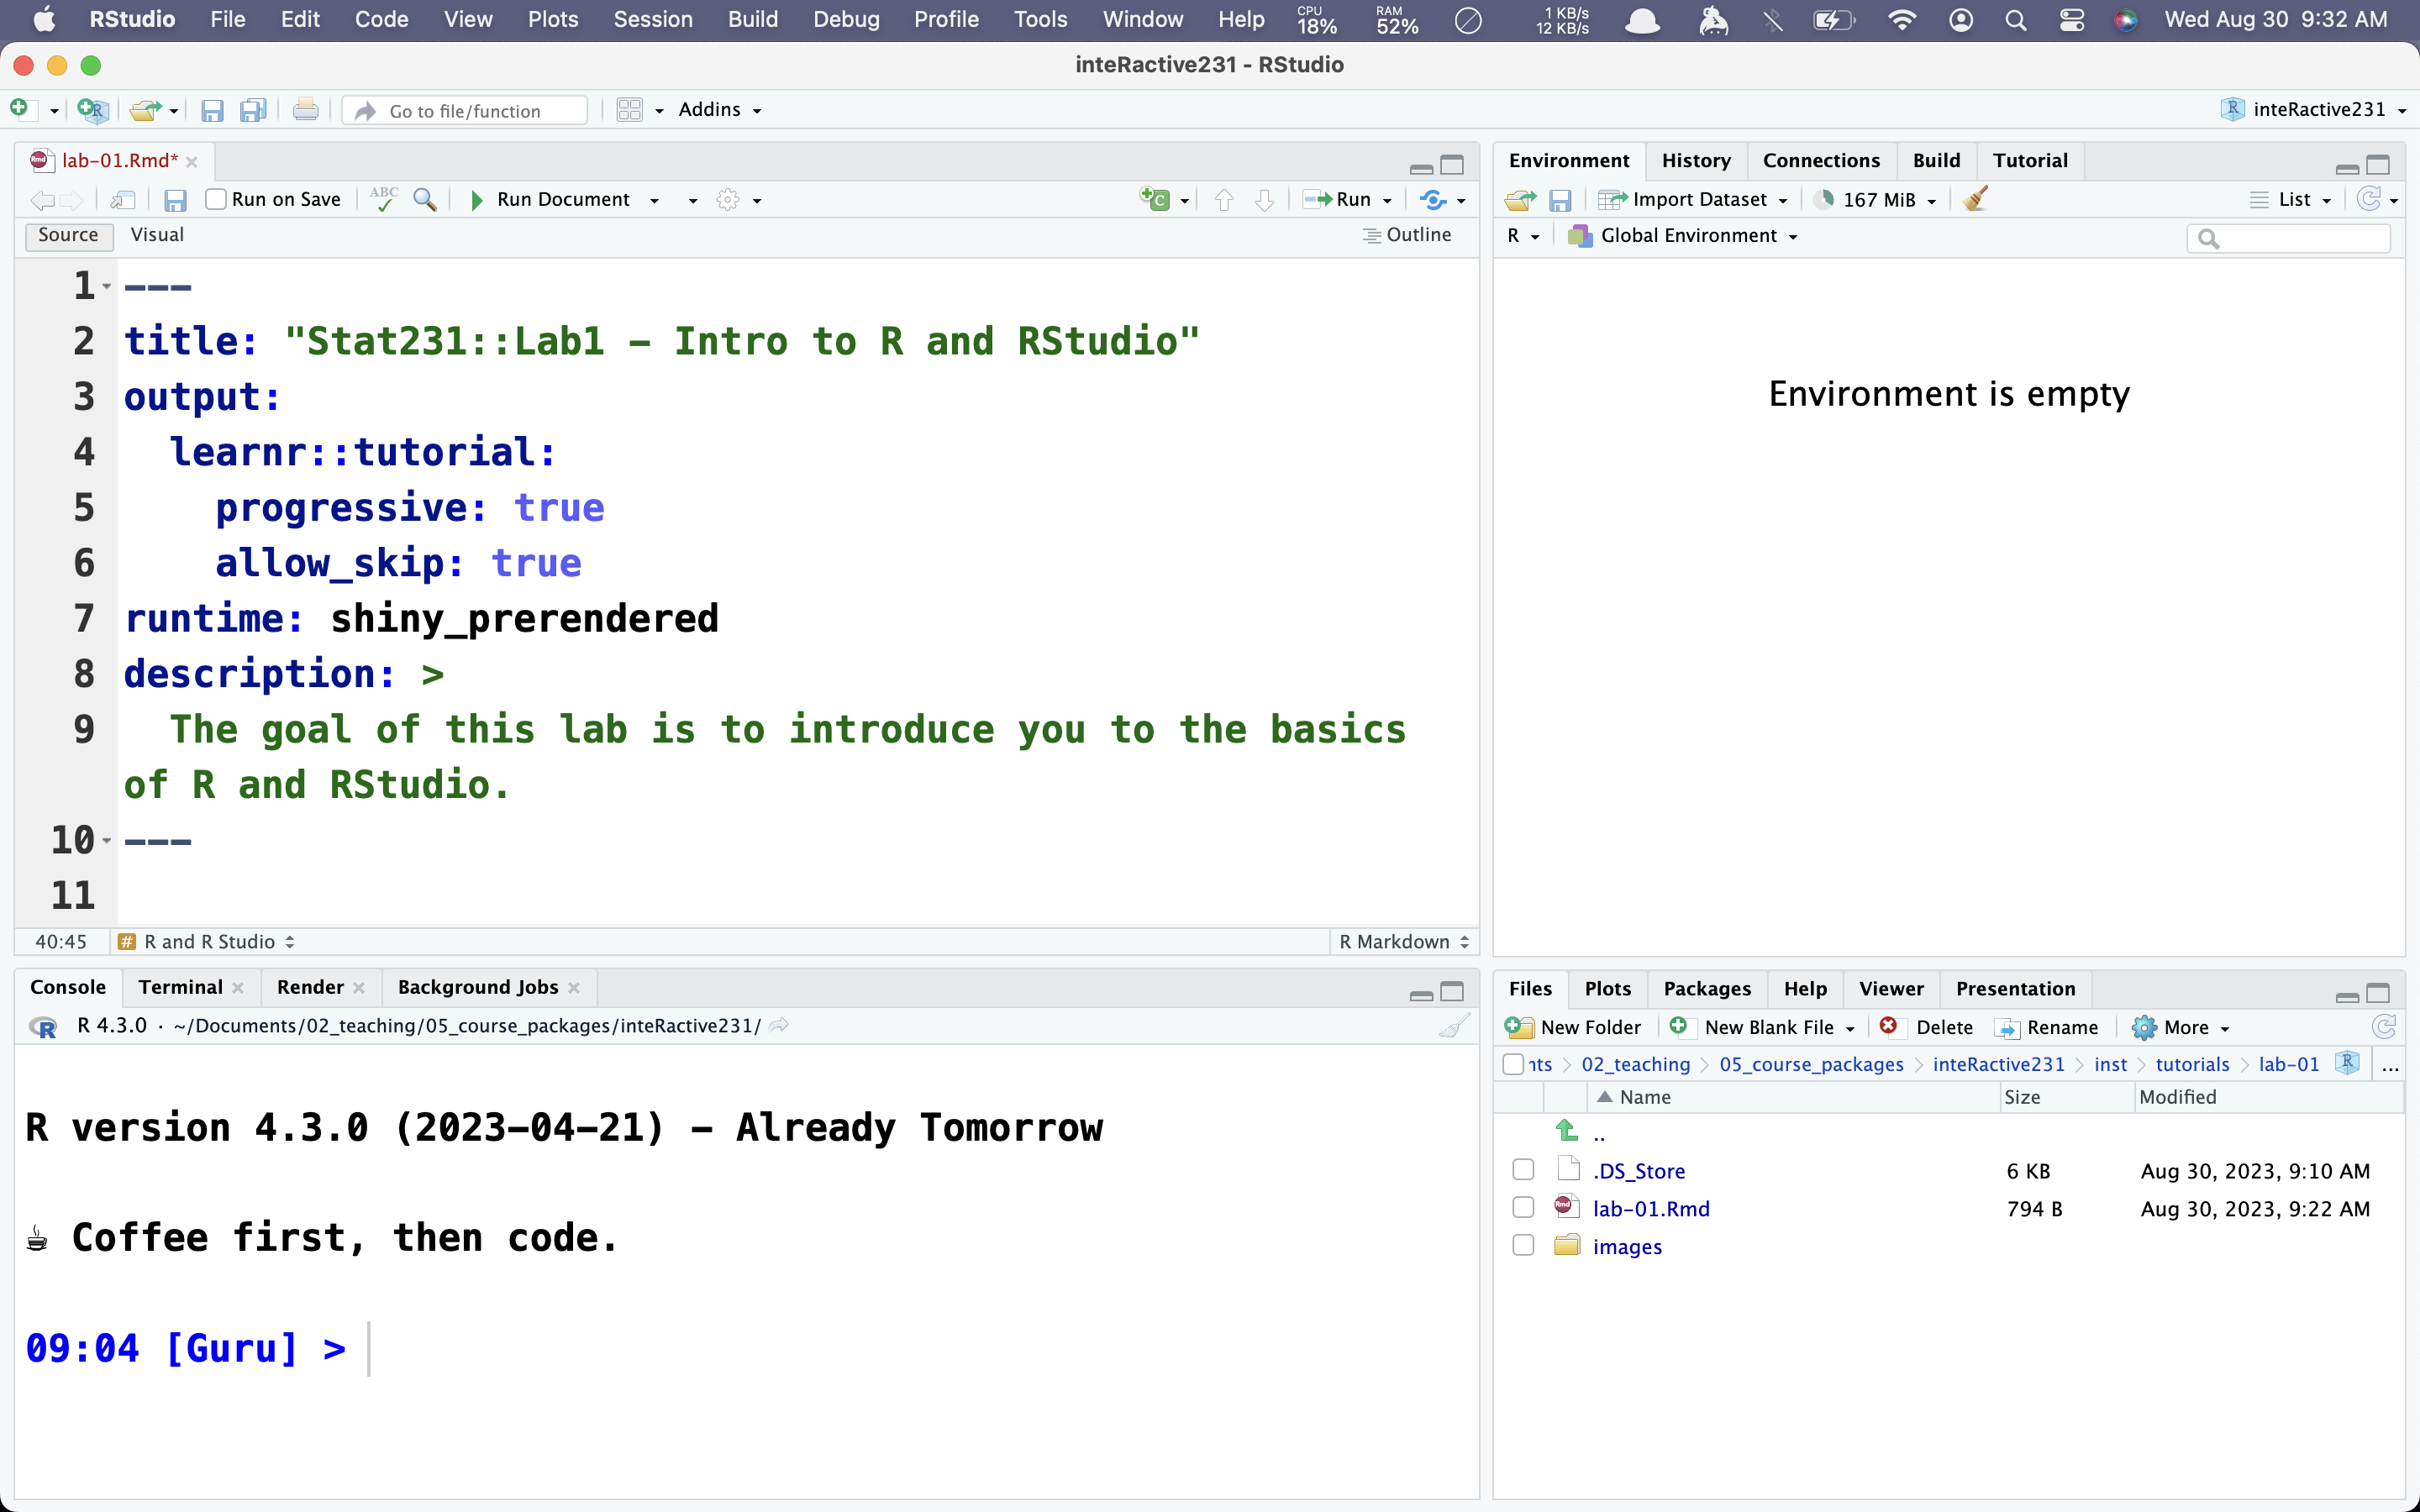 RStudio File Edit Code View Plots Session Build Debug Profile Tools Window Help CPU 18% RAM 52% 1 KB/s 12 KB/s Wed Aug 30 9:32 AM
inteRactive231 - RStudio
Go to file/function Addins inteRactive231
lab-01.Rmd*
Run on Save ABC Run Document Run
Source Visual Outline
1 ---
2 title: "Stat231::Lab1 - Intro to R and RStudio"
3 output:
4 learnr::tutorial:
5 progressive: true
6 allow_skip: true
7 runtime: shiny_prerendered
8 description: >
9 The goal of this lab is to introduce you to the basics
of R and RStudio.
10 ---
11
40:45 # R and R Studio R Markdown
Console Terminal Render Background Jobs
R 4.3.0 · ~/Documents/02_teaching/05_course_packages/inteRactive231/
R version 4.3.0 (2023-04-21) - Already Tomorrow
☕ Coffee first, then code.
09:04 [Guru] >
Environment History Connections Build Tutorial
Import Dataset 167 MiB List
R Global Environment
Environment is empty
Files Plots Packages Help Viewer Presentation
New Folder New Blank File Delete Rename More
nts 02_teaching 05_course_packages inteRactive231 inst tutorials lab-01 R ...
Name Size Modified
..
.DS_Store 6 KB Aug 30, 2023, 9:10 AM
lab-01.Rmd 794 B Aug 30, 2023, 9:22 AM
images